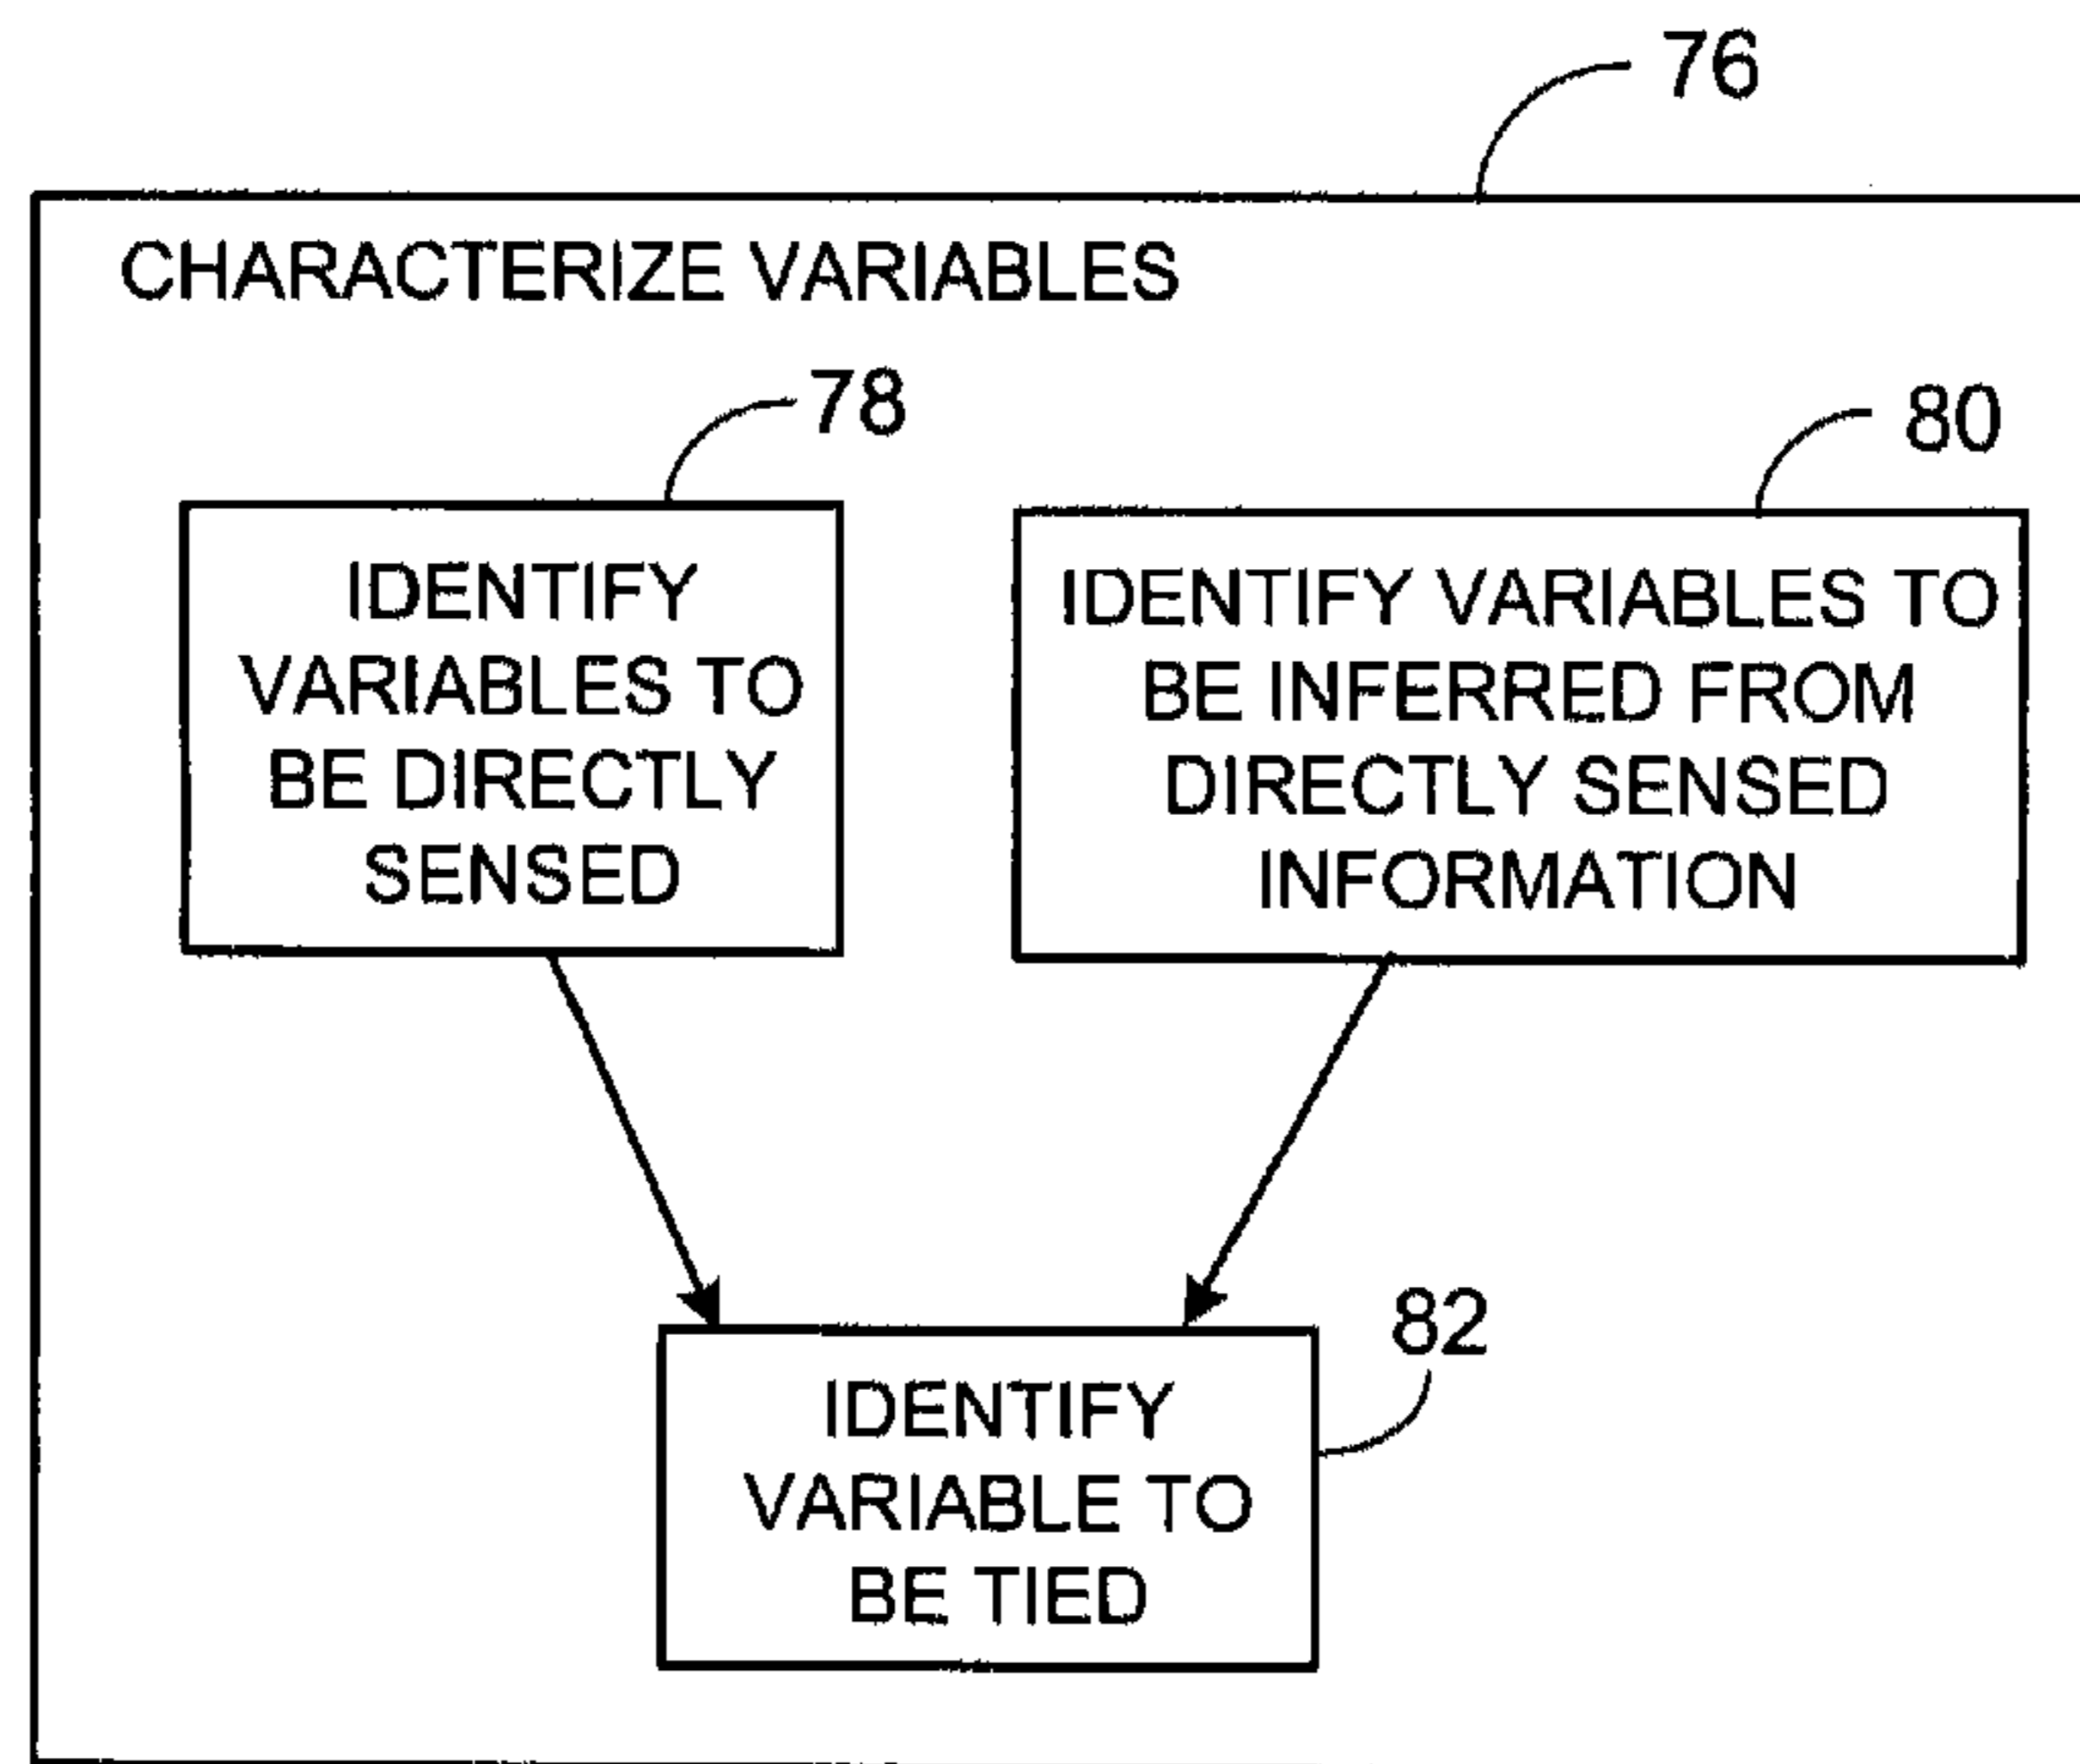 76
CHARACTERIZE VARIABLES
78
80
IDENTIFY
VARIABLES TO
BE DIRECTLY
SENSED
IDENTIFY VARIABLES TO
BE INFERRED FROM
DIRECTLY SENSED
INFORMATION
82
IDENTIFY
VARIABLE TO
BE TIED